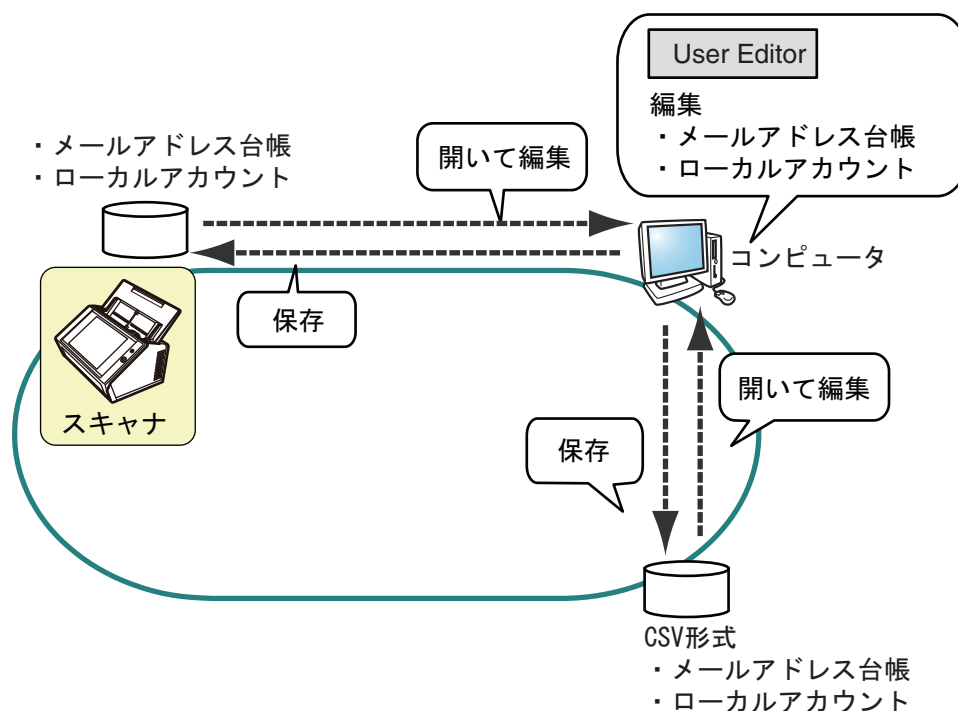 User Editor
編集
・メールアドレス台帳
・ローカルアカウント
・メールアドレス台帳
・ローカルアカウント
開いて編集
コンピュータ
保存
スキャナ
開いて編集
保存
CSV形式
・メールアドレス台帳
・ローカルアカウント